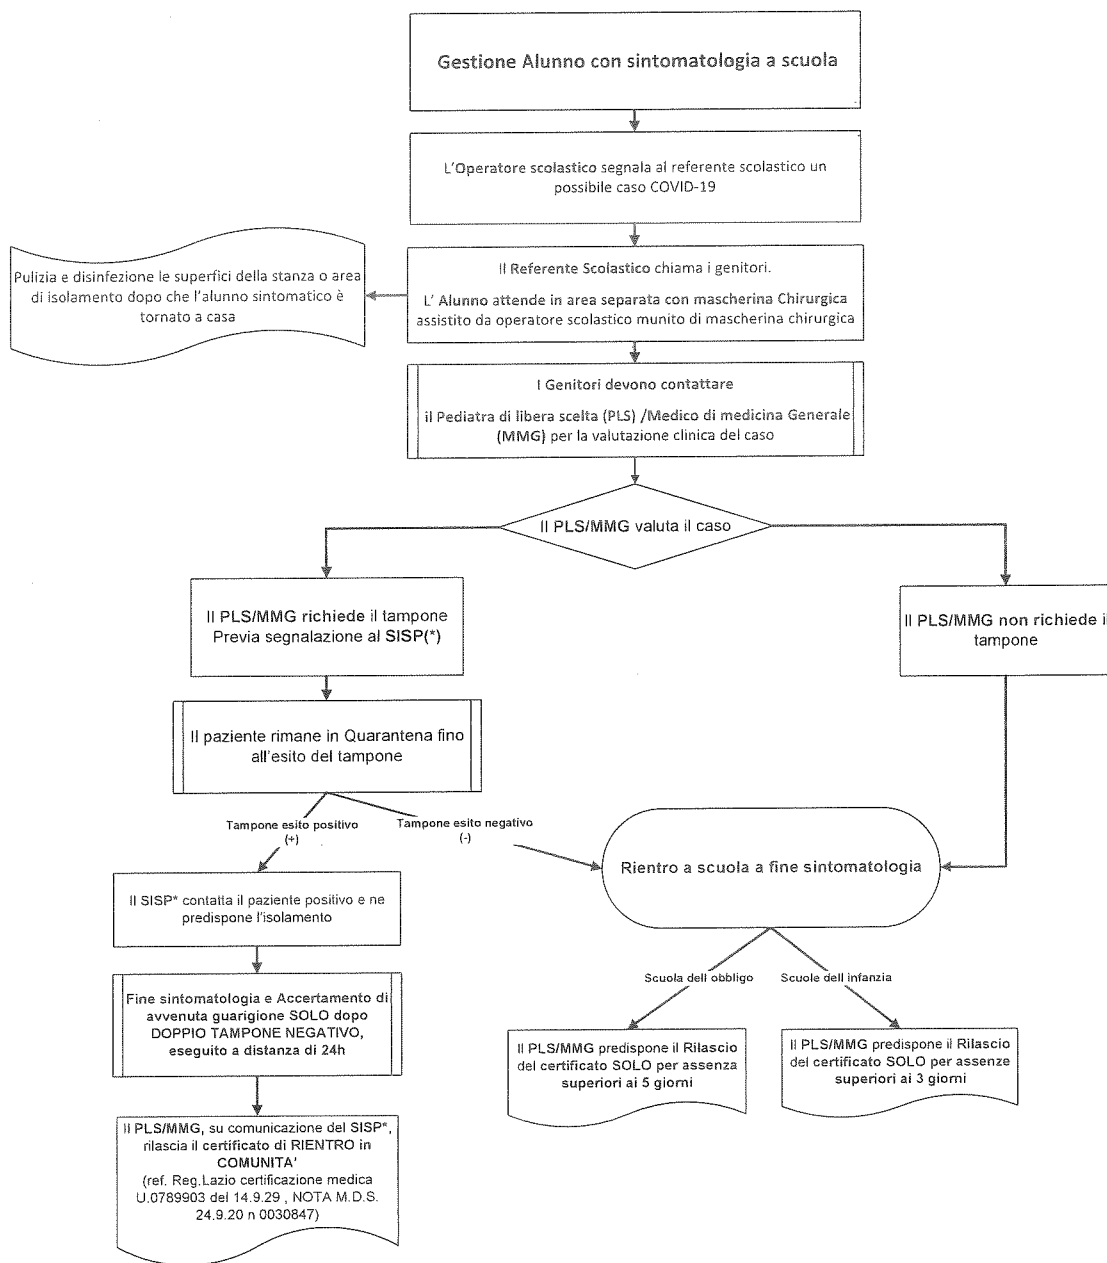 Gestione Alunno con sintomatologia a scuola
L'Operatore scolastico segnala al referente scolastico un
possibile caso COVID-19
Il Referente Scolastico chiama i genitori.
L' Alunno attende in area separata con mascherina Chirurgica
assistito da operatore scolastico munito di mascherina chirurgica
Pulizia e disinfezione le superfici della stanza o area
di isolamento dopo che l'alunno sintomatico è
tornato a casa
I Genitori devono contattare
il Pediatra di libera scelta (PLS) /Medico di medicina Generale
(MMG) per la valutazione clinica del caso
Il PLS/MMG valuta il caso
Il PLS/MMG richiede il tampone
Previa segnalazione al SISP(*)
Il PLS/MMG non richiede il
tampone
Il paziente rimane in Quarantena fino
all'esito del tampone
Tampone esito positivo
(+)
Tampone esito negativo
(-)
Rientro a scuola a fine sintomatologia
Il SISP* contatta il paziente positivo e ne
predispone l'isolamento
Scuola dell obbligo
Scuole dell infanzia
Fine sintomatologia e Accertamento di
avvenuta guarigione SOLO dopo
DOPPIO TAMPONE NEGATIVO,
eseguito a distanza di 24h
Il PLS/MMG predispone il Rilascio
del certificato SOLO per assenza
superiori ai 5 giorni
Il PLS/MMG predispone il Rilascio
del certificato SOLO per assenze
superiori ai 3 giorni
Il PLS/MMG, su comunicazione del SISP*,
rilascia il certificato di RIENTRO in
COMUNITA'
(ref. Reg.Lazio certificazione medica
U.0789903 del 14.9.29 , NOTA M.D.S.
24.9.20 n 0030847)